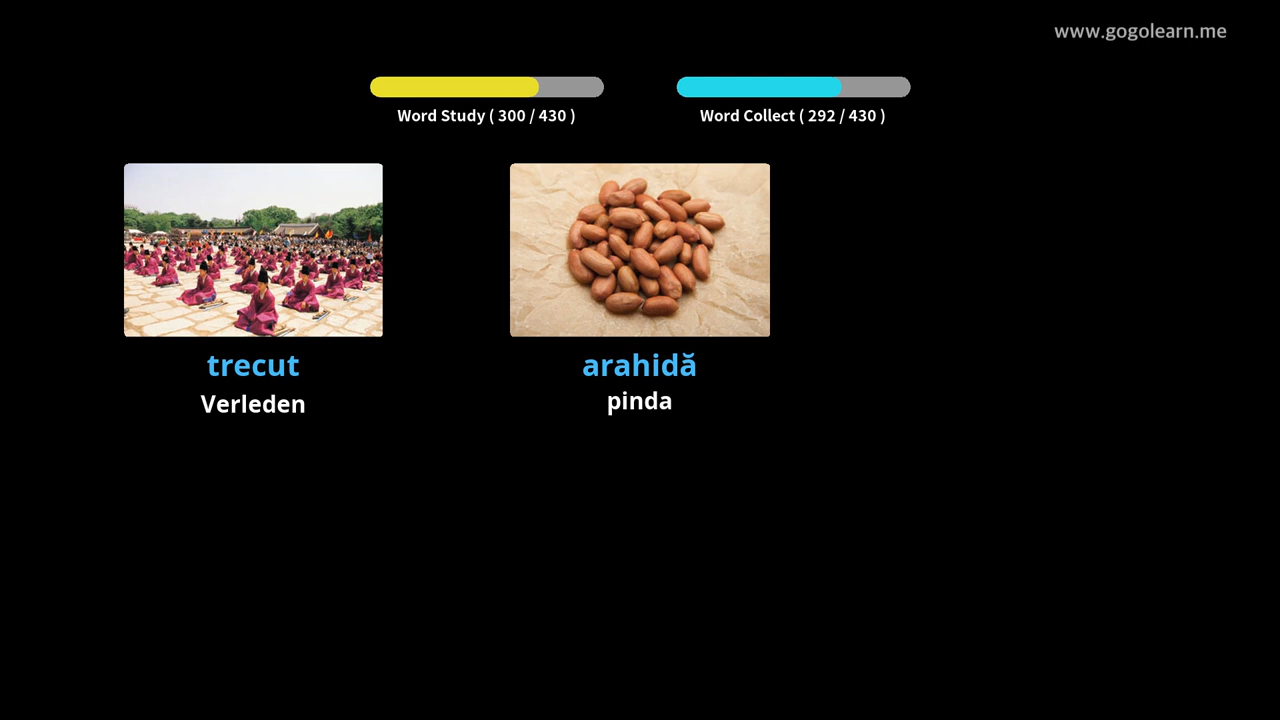 www.gogolearn.me
Word Study ( 300 / 430 )
Word Collect ( 292 / 430 )
trecut
Verleden
arahidă
pinda